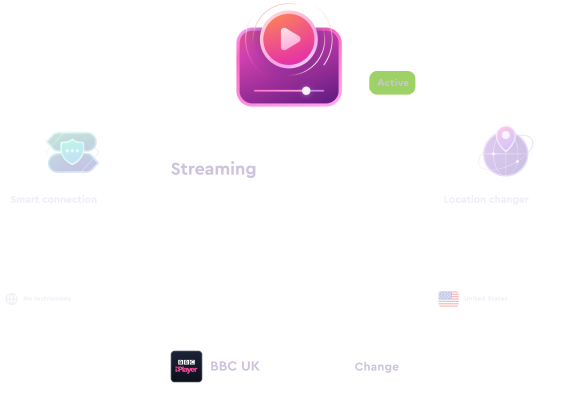 Active
Streaming
Smart connection
Location changer
No restrictions
United States
BBC
iPlayer
BBC UK
Change